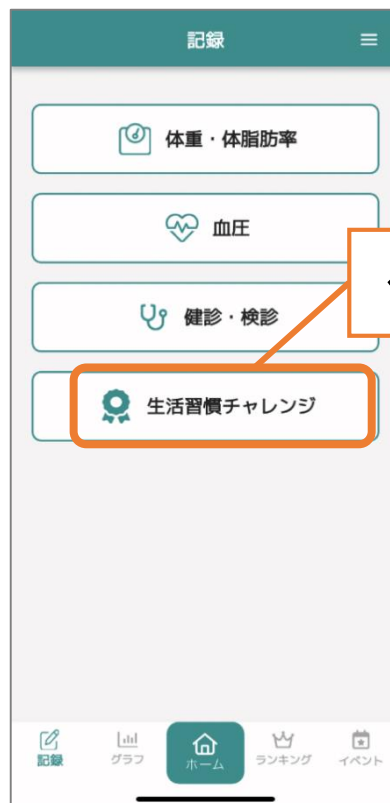 記録
体重・体脂肪率
血圧
健診・検診
生活習慣チャレンジ
記録
グラフ
ホーム
ランキング
イベント